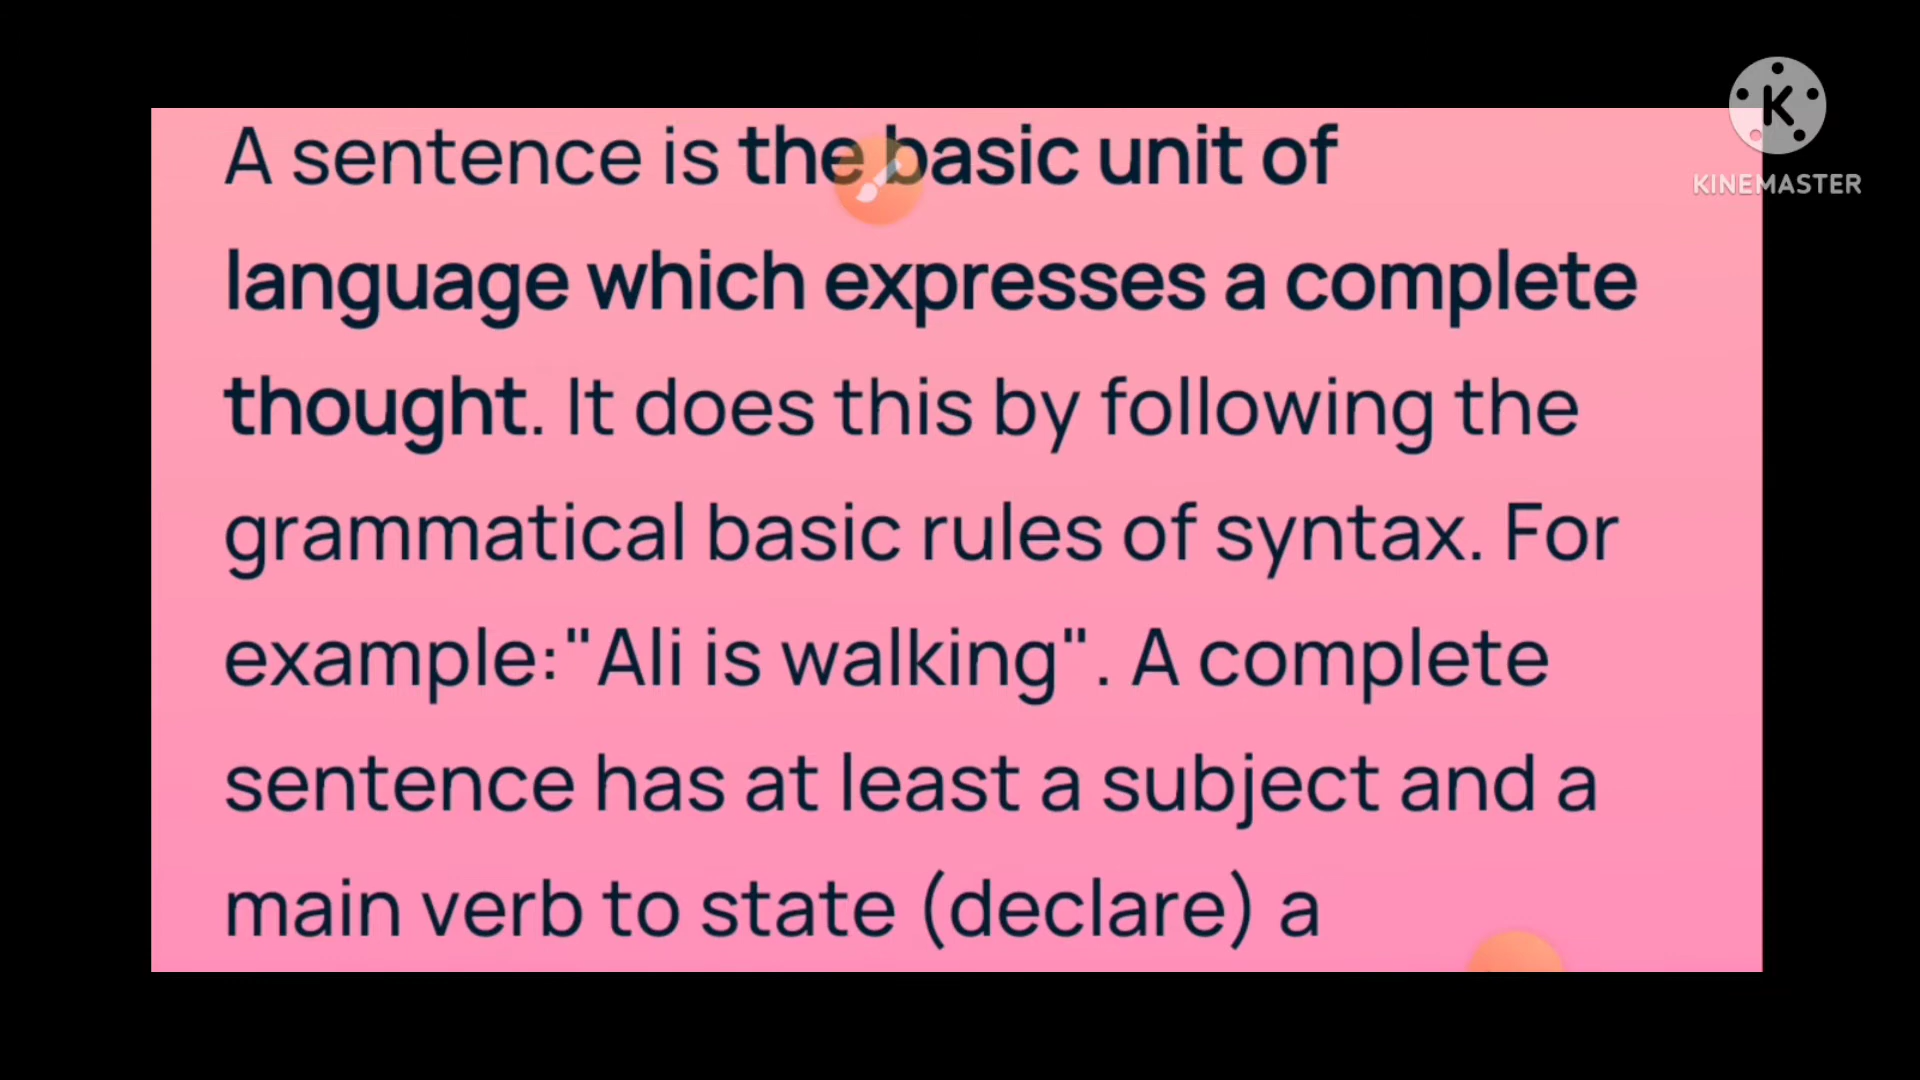 A sentence is the basic unit of
language which expresses a complete
thought. It does this by following the
grammatical basic rules of syntax. For
example:"Ali is walking". A complete
sentence has at least a subject and a
main verb to state (declare) a
K
KINEMASTER